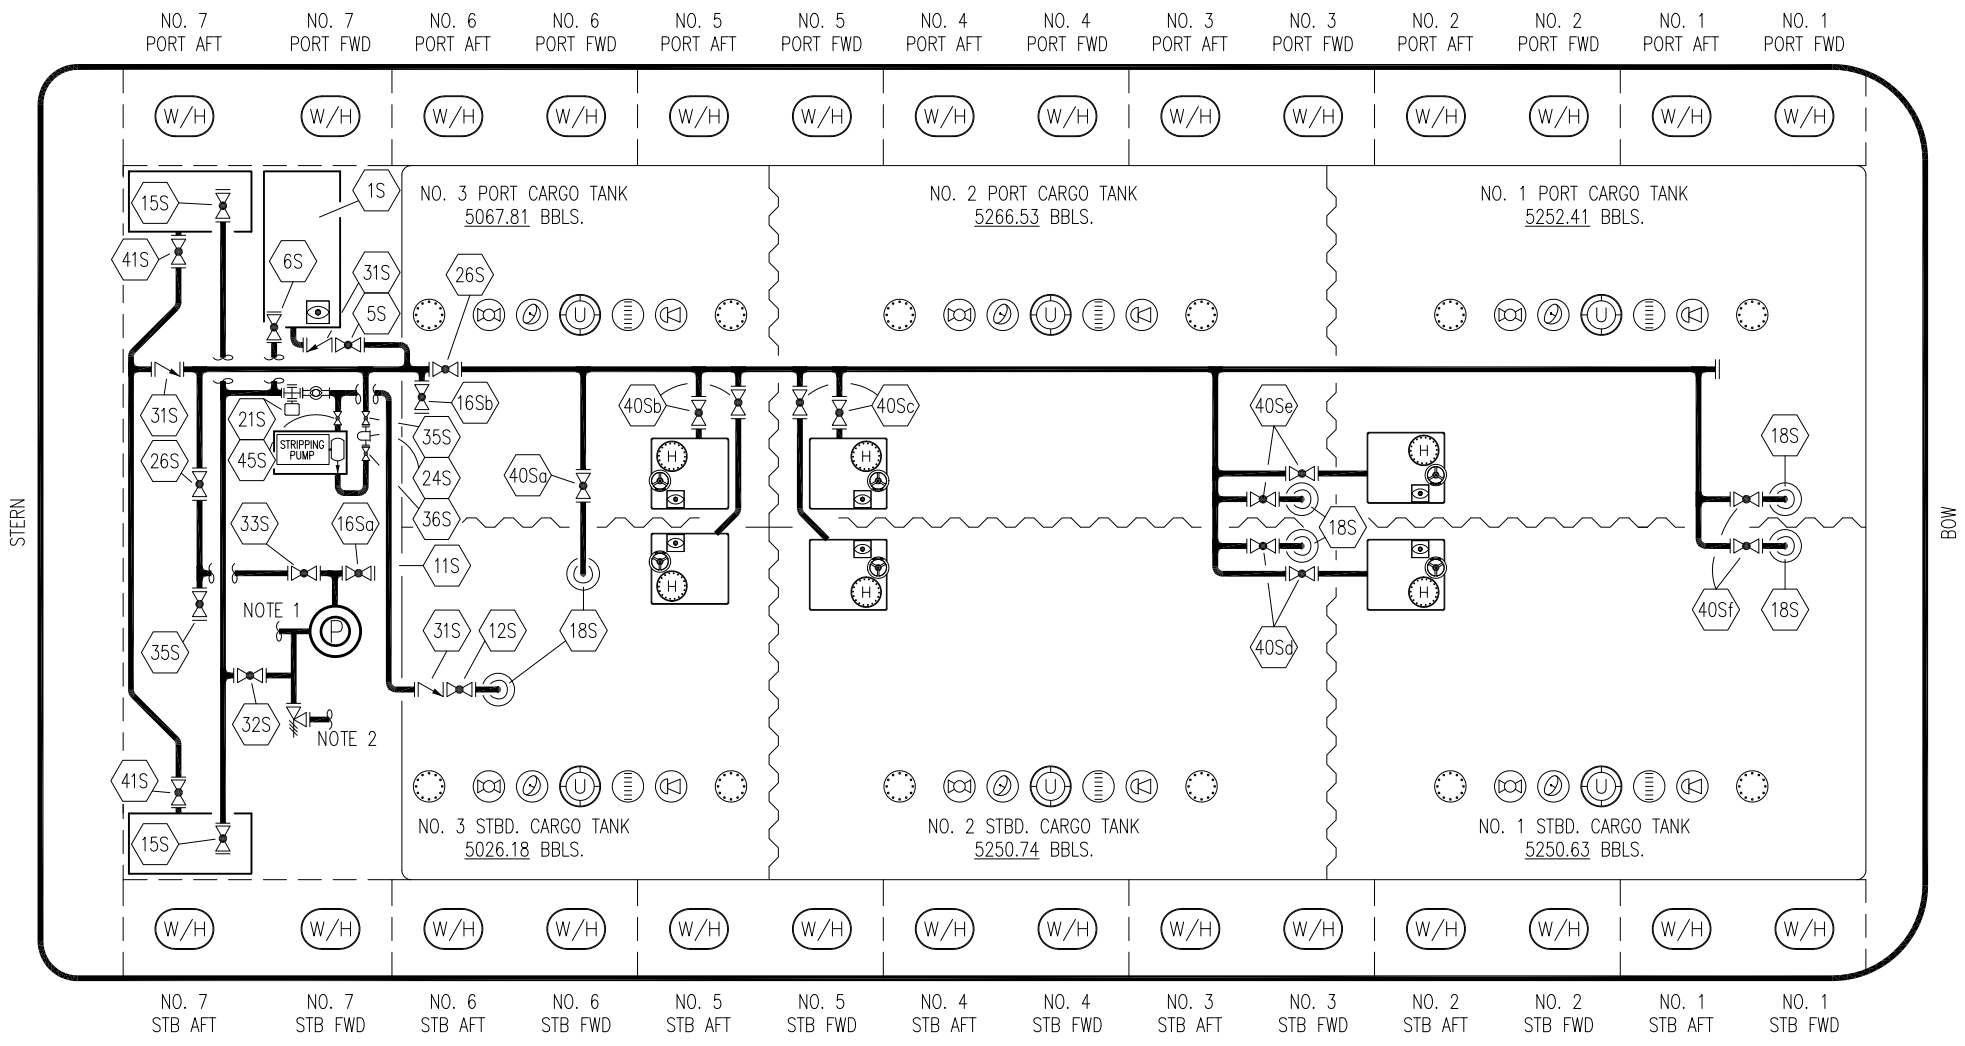 NO. 7 NO. 7 NO. 6 NO. 6 NO. 5 NO. 5 NO. 4 NO. 4 NO. 3 NO. 3 NO. 2 NO. 2 NO. 1 NO. 1
PORT AFT PORT FWD PORT AFT PORT FWD PORT AFT PORT FWD PORT AFT PORT FWD PORT AFT PORT FWD PORT AFT PORT FWD PORT AFT PORT FWD
W/H W/H W/H W/H W/H W/H W/H W/H W/H W/H W/H W/H W/H W/H
15S
1S
NO. 3 PORT CARGO TANK
5067.81 BBLS.
NO. 2 PORT CARGO TANK
5266.53 BBLS.
NO. 1 PORT CARGO TANK
5252.41 BBLS.
41S
6S
31S
26S
5S
U
U
U
31S
21S
16Sb
40Sb
40Sc
40Se
35S
18S
45S
STRIPPING
PUMP
26S
24S
40Sa
H
H
H
36S
33S
16Sa
18S
STERN
BOW
11S
H
H
H
NOTE 1
P
35S
31S
12S
18S
40Sd
40Sf
18S
32S
NOTE 2
41S
U
U
U
15S
NO. 3 STBD. CARGO TANK
5026.18 BBLS.
NO. 2 STBD. CARGO TANK
5250.74 BBLS.
NO. 1 STBD. CARGO TANK
5250.63 BBLS.
W/H W/H W/H W/H W/H W/H W/H W/H W/H W/H W/H W/H W/H W/H
NO. 7 NO. 7 NO. 6 NO. 6 NO. 5 NO. 5 NO. 4 NO. 4 NO. 3 NO. 3 NO. 2 NO. 2 NO. 1 NO. 1
STB AFT STB FWD STB AFT STB FWD STB AFT STB FWD STB AFT STB FWD STB AFT STB FWD STB AFT STB FWD STB AFT STB FWD